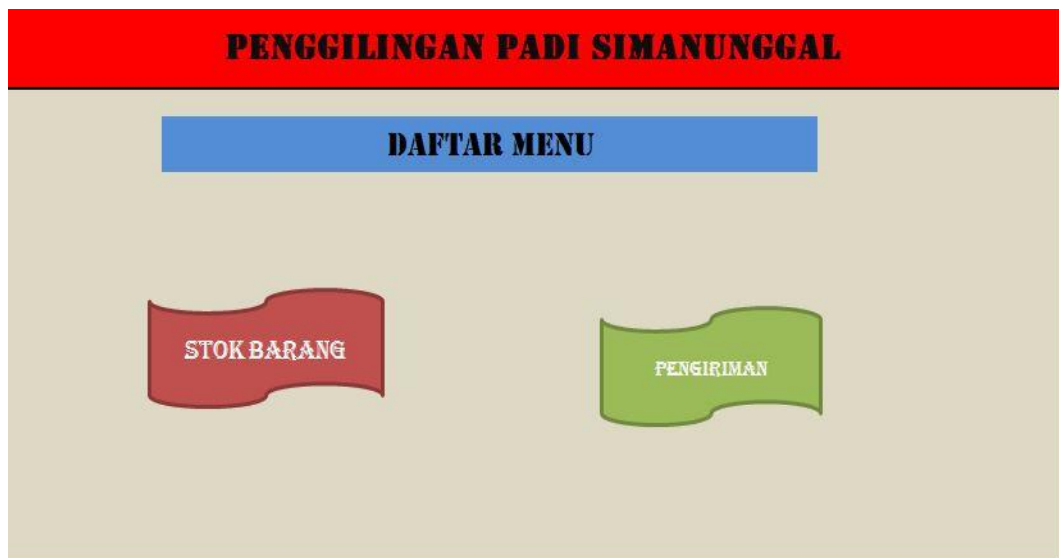 PENGGILINGAN PADI SIMANUNGGAL
DAFTAR MENU
STOK BARANG
PENGIRIMAN